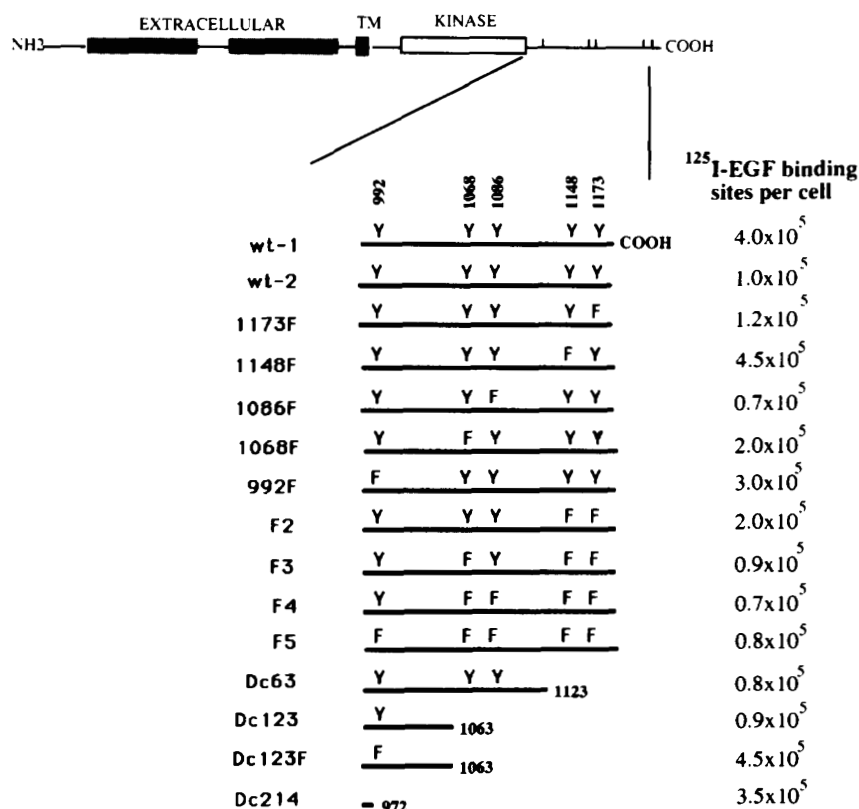 EXTRACELLULAR TM KINASE
NH3 COOH
125I-EGF binding
sites per cell
992 1068 1086 1148 1173
wt-1 Y Y Y Y Y COOH 4.0x10^5
wt-2 Y Y Y Y Y 1.0x10^5
1173F Y Y Y Y F 1.2x10^5
1148F Y Y Y F Y 4.5x10^5
1086F Y Y F Y Y 0.7x10^5
1068F Y F Y Y Y 2.0x10^5
992F F Y Y Y Y 3.0x10^5
F2 Y Y Y F F 2.0x10^5
F3 Y F Y F F 0.9x10^5
F4 Y F F F F 0.7x10^5
F5 F F F F F 0.8x10^5
Dc63 Y Y Y 1123 0.8x10^5
Dc123 Y 1063 0.9x10^5
Dc123F F 1063 4.5x10^5
Dc214 972 3.5x10^5